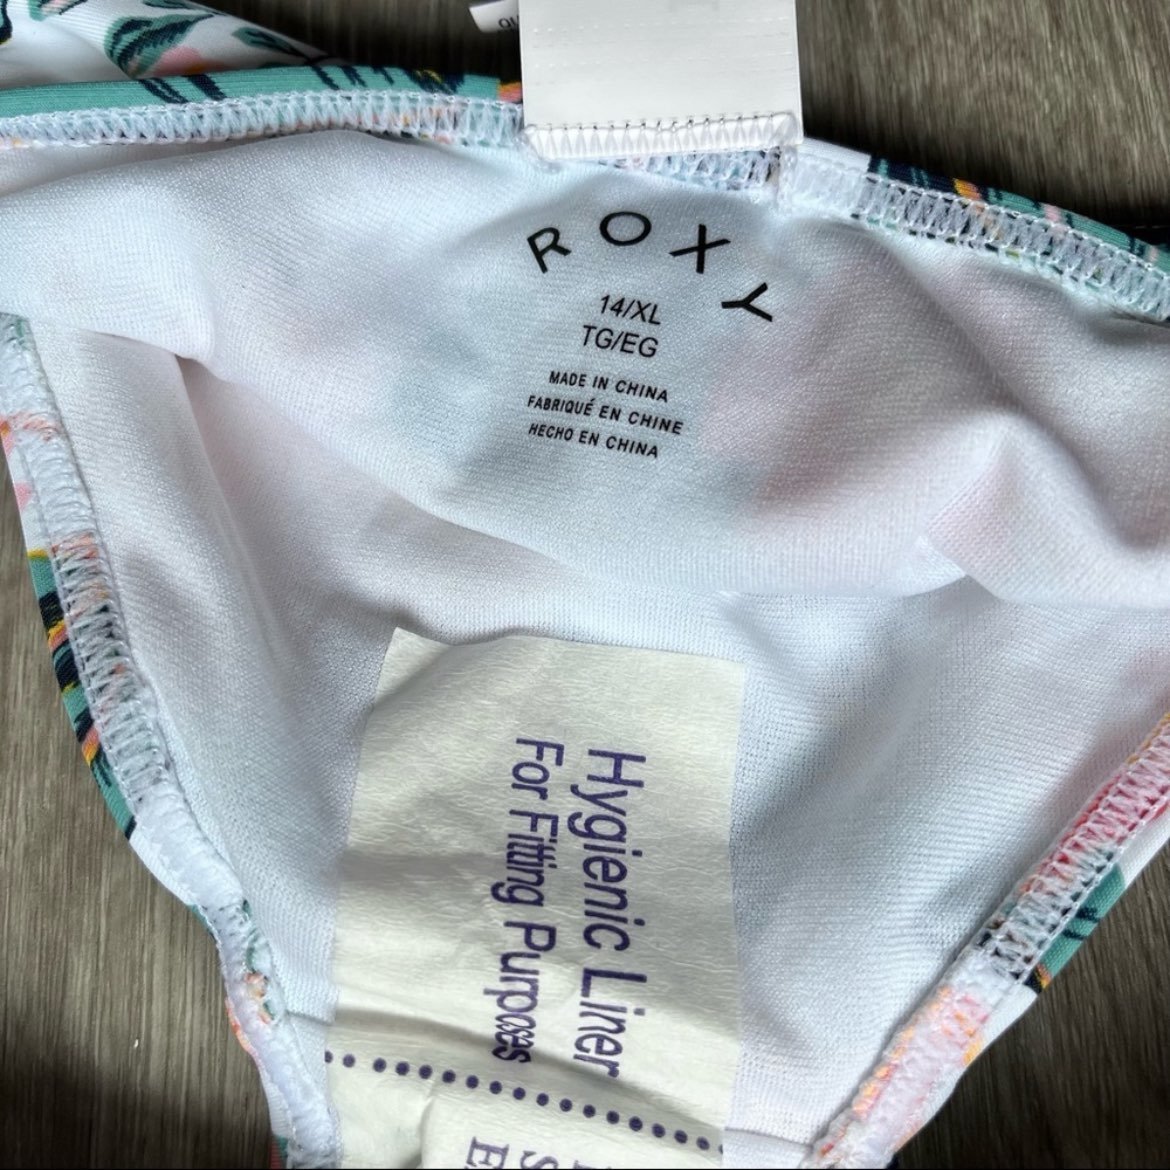 ROXY
14/XL
TG/EG
MADE IN CHINA
FABRIQUÉ EN CHINE
HECHO EN CHINA
Hygienic Liner
For Fitting Purposes